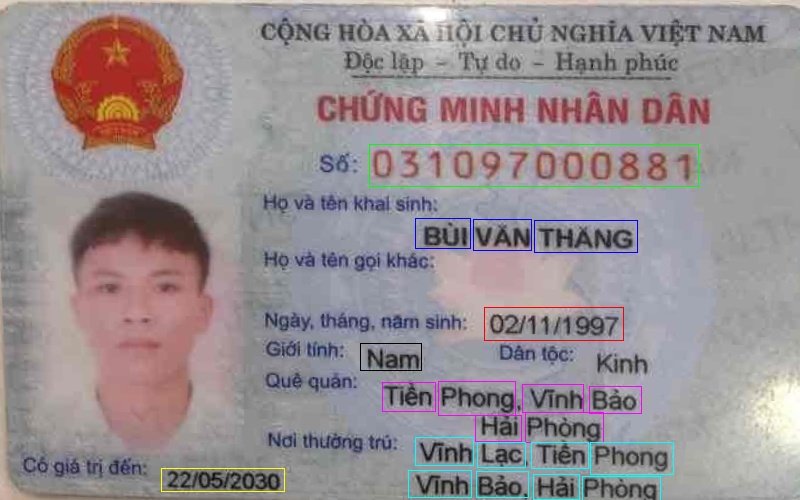 CỘNG HÒA XÃ HỘI CHỦ NGHĨA VIỆT NAM
Độc lập - Tự do - Hạnh phúc
CHỨNG MINH NHÂN DÂN
Số: 031097000881
Họ và tên khai sinh:
BÙI VĂN THĂNG
Họ và tên gọi khác:
Ngày, tháng, năm sinh: 02/11/1997
Giới tính: Nam Dân tộc: Kinh
Quê quán: Tiền Phong, Vĩnh Bảo
Hải Phòng
Nơi thường trú: Vĩnh Lạc, Tiền Phong
Có giá trị đến: 22/05/2030 Vĩnh Bảo, Hải Phòng